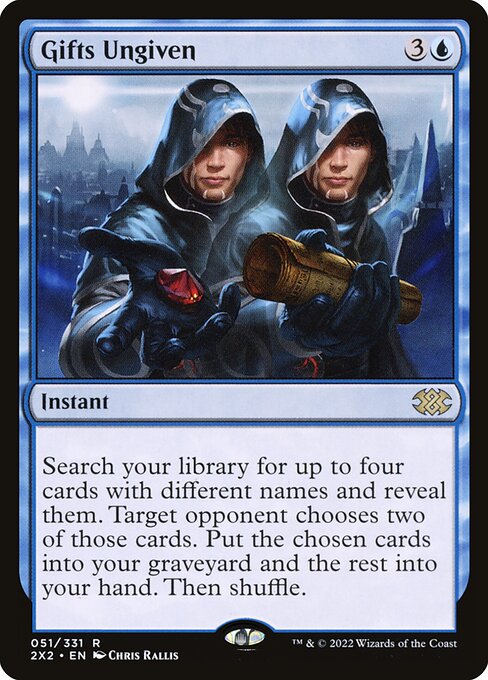 Gifts Ungiven 3
Instant
Search your library for up to four
cards with different names and reveal
them. Target opponent chooses two
of those cards. Put the chosen cards
into your graveyard and the rest into
your hand. Then shuffle.
051/331 R
2X2 • EN Chris Rallis
™ & © 2022 Wizards of the Coast